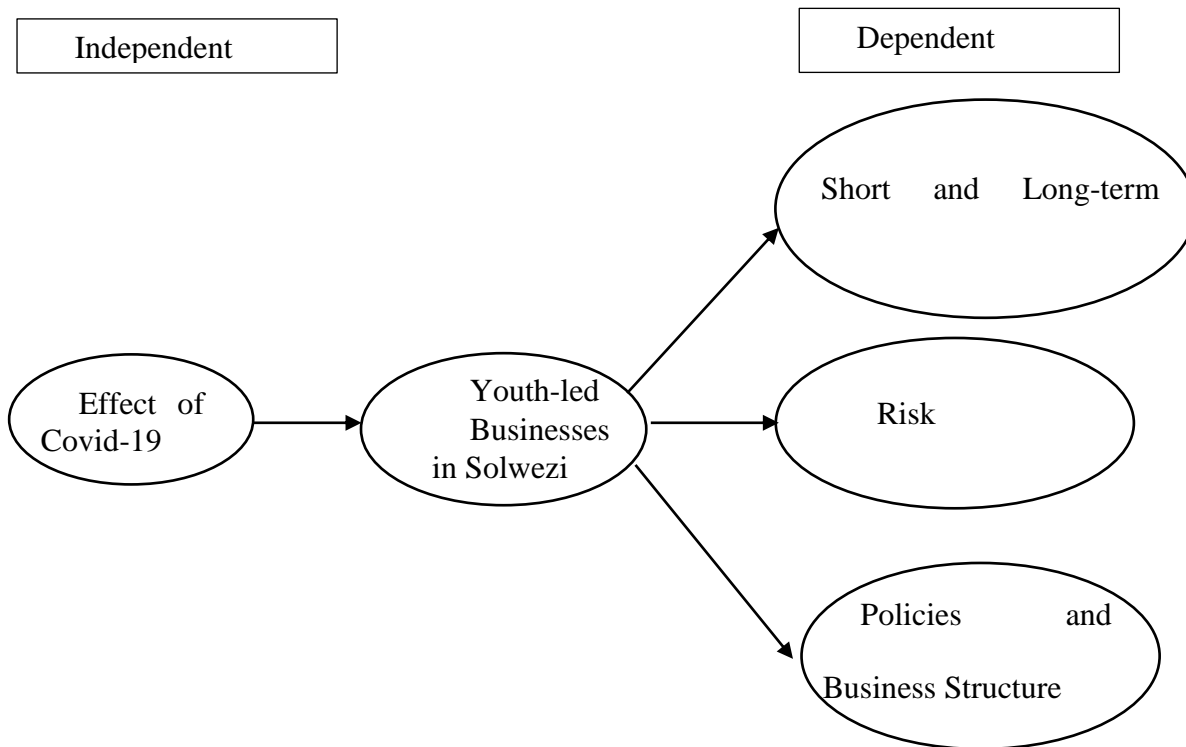 Independent
Dependent
Short and Long-term
Effect of
Covid-19
Youth-led
Businesses
in Solwezi
Risk
Policies and
Business Structure